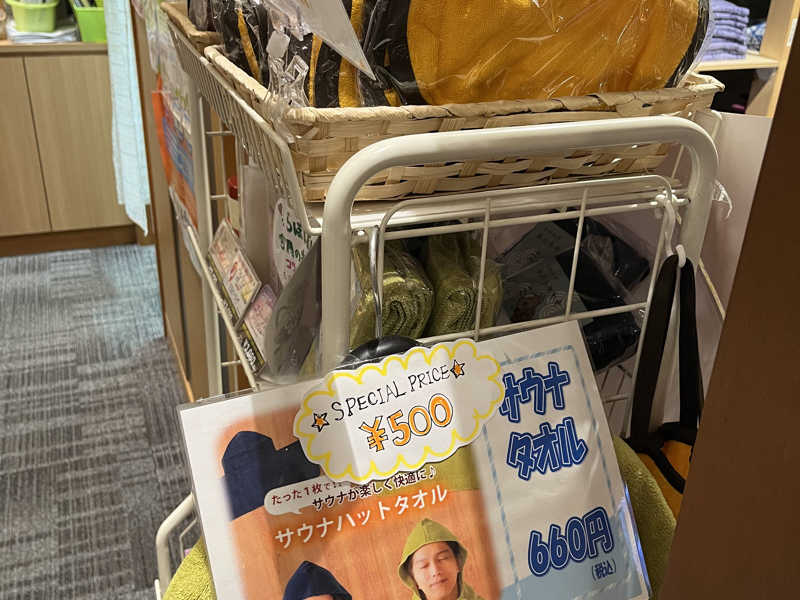 ☆SPECIAL PRICE☆
¥500
たった1枚で
サウナが楽しく快適に♪
サウナハットタオル
サウナ
タオル
660円
(税込)